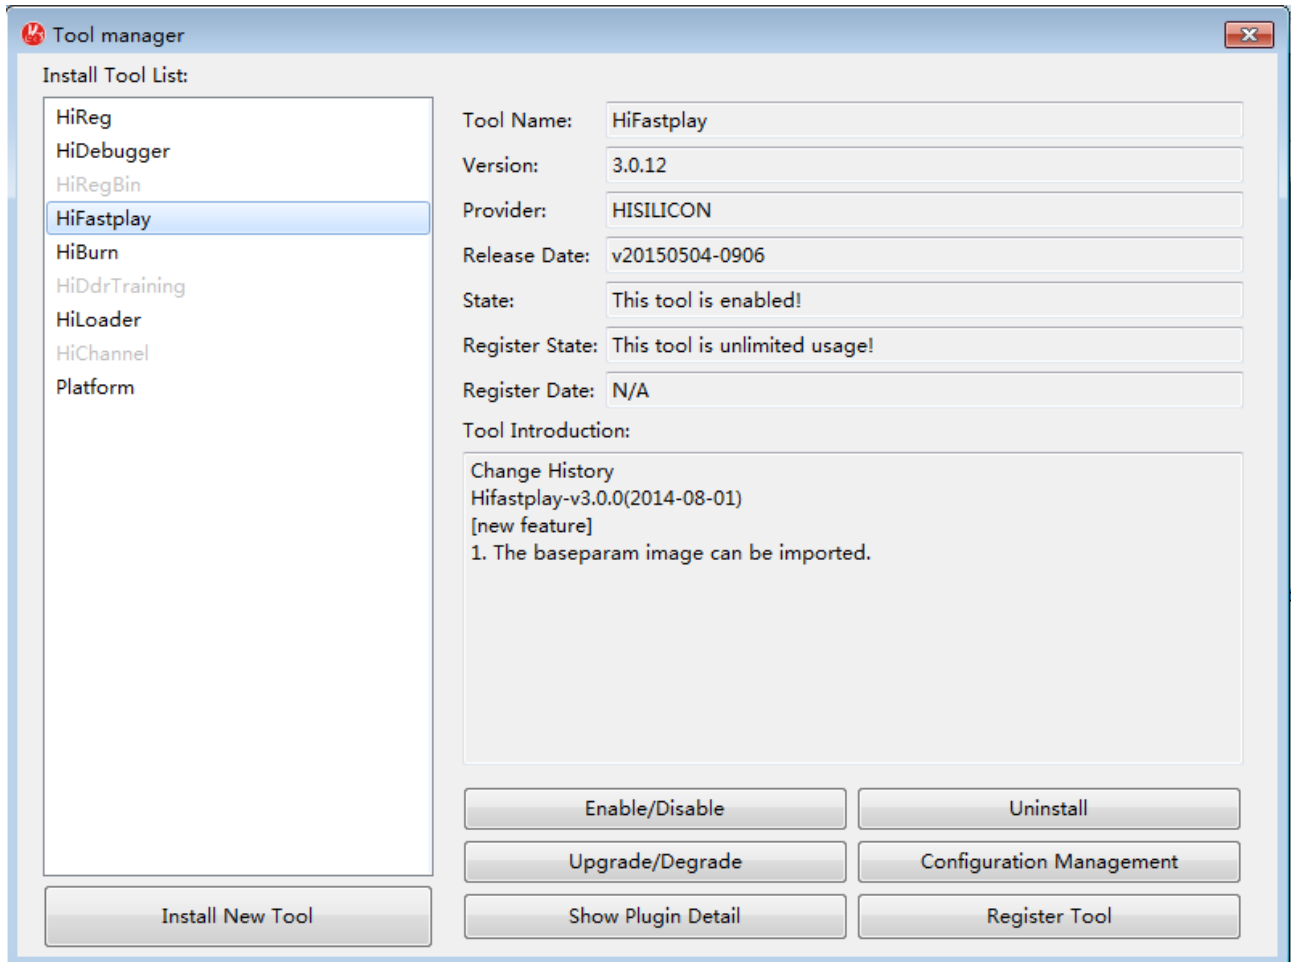 Tool manager
Install Tool List:
HiReg
HiDebugger
HiRegBin
HiFastplay
HiBurn
HiDdrTraining
HiLoader
HiChannel
Platform
Install New Tool
Tool Name: HiFastplay
Version: 3.0.12
Provider: HISILICON
Release Date: v20150504-0906
State: This tool is enabled!
Register State: This tool is unlimited usage!
Register Date: N/A
Tool Introduction:
Change History
Hifastplay-v3.0.0(2014-08-01)
[new feature]
1. The baseparam image can be imported.
Enable/Disable Uninstall
Upgrade/Degrade Configuration Management
Show Plugin Detail Register Tool